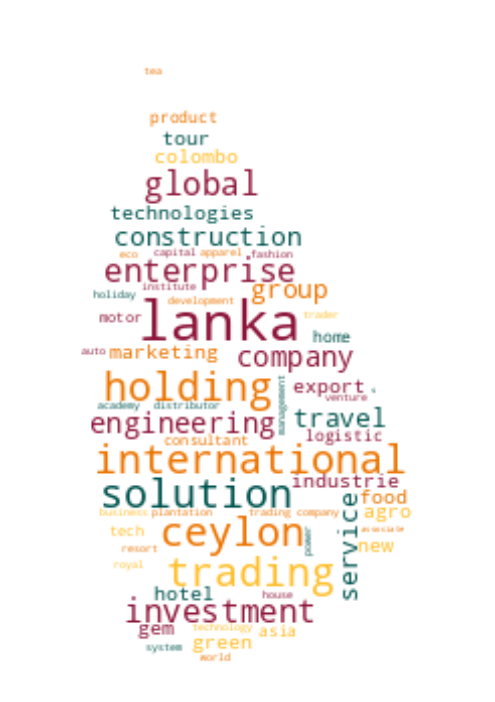 tea
product
tour
colombo
global
technologies
construction
eco capital apparel fashion
enterprise
institute group
holiday development
lanka
motor trader
home
auto marketing company
holding export
management venture
academy distributor
engineering travel
consultant logistic
international
solution industrie
service food
business plantation trading company agro
tech ceylon power associate
resort new
royal trading
hotel house
investment
gem technology asia
system green
world